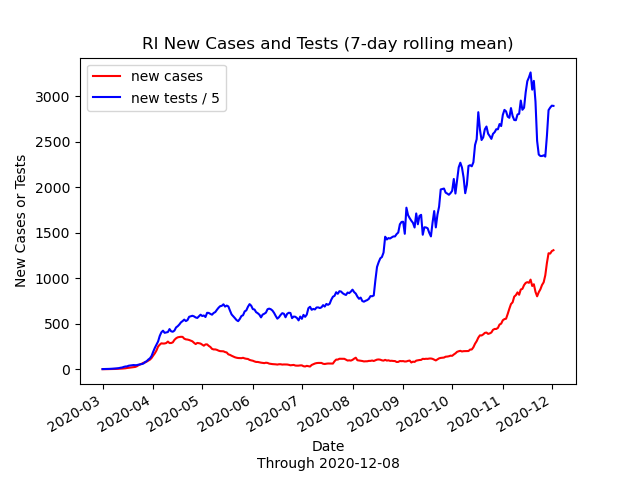 RI New Cases and Tests (7-day rolling mean)
new cases
new tests / 5
New Cases or Tests
3000
2500
2000
1500
1000
500
0
2020-03
2020-04
2020-05
2020-06
2020-07
2020-08
2020-09
2020-10
2020-11
2020-12
Date
Through 2020-12-08